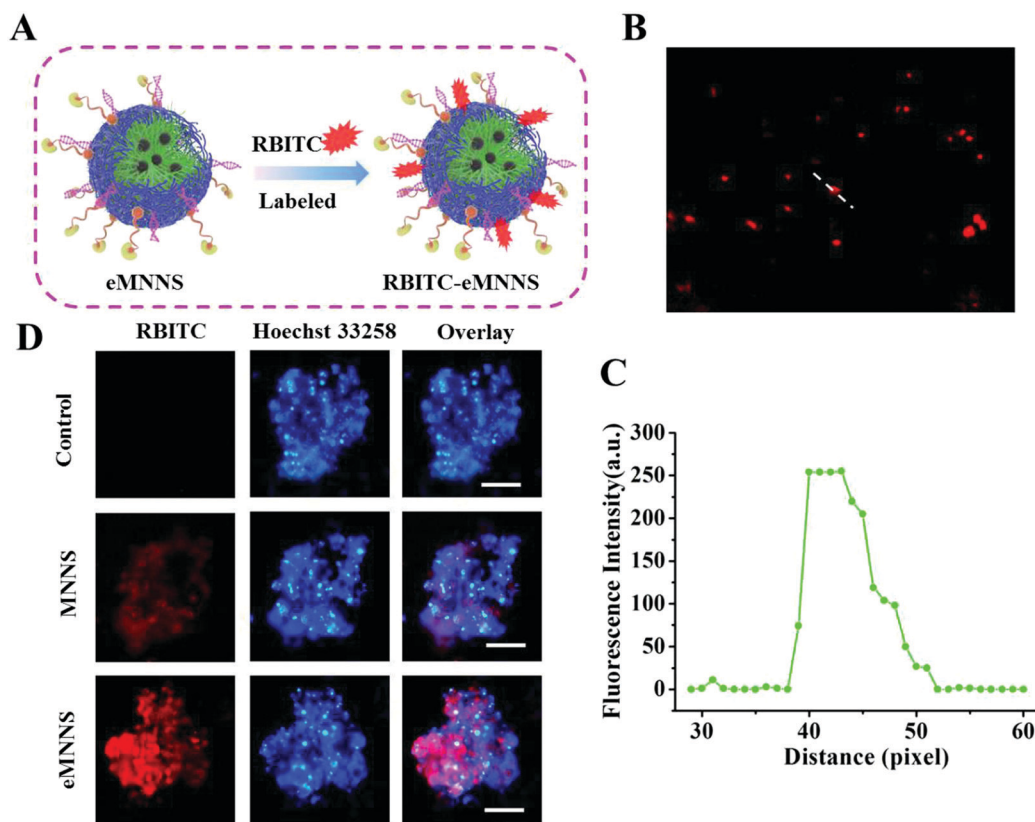 A
RBITC
Labeled
eMNNS
RBITC-eMNNS
B
D
RBITC
Hoechst 33258
Overlay
Control
MNNS
eMNNS
C
Fluorescence Intensity(a.u.)
300
250
200
150
100
50
0
30
40
50
60
Distance (pixel)